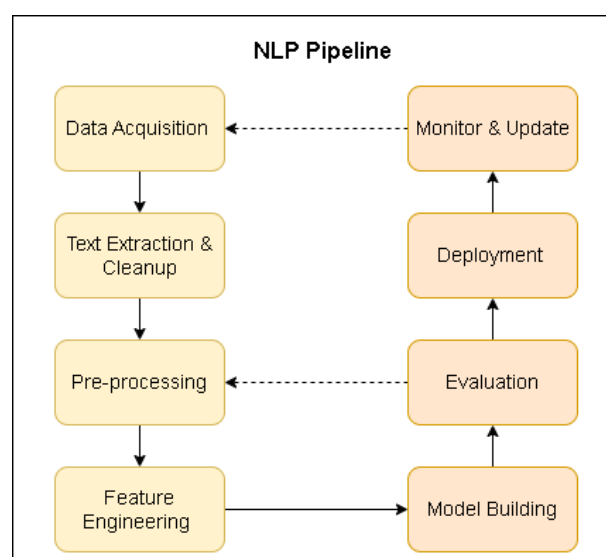 NLP Pipeline
Data Acquisition
Monitor & Update
Text Extraction &
Cleanup
Deployment
Pre-processing
Evaluation
Feature
Engineering
Model Building